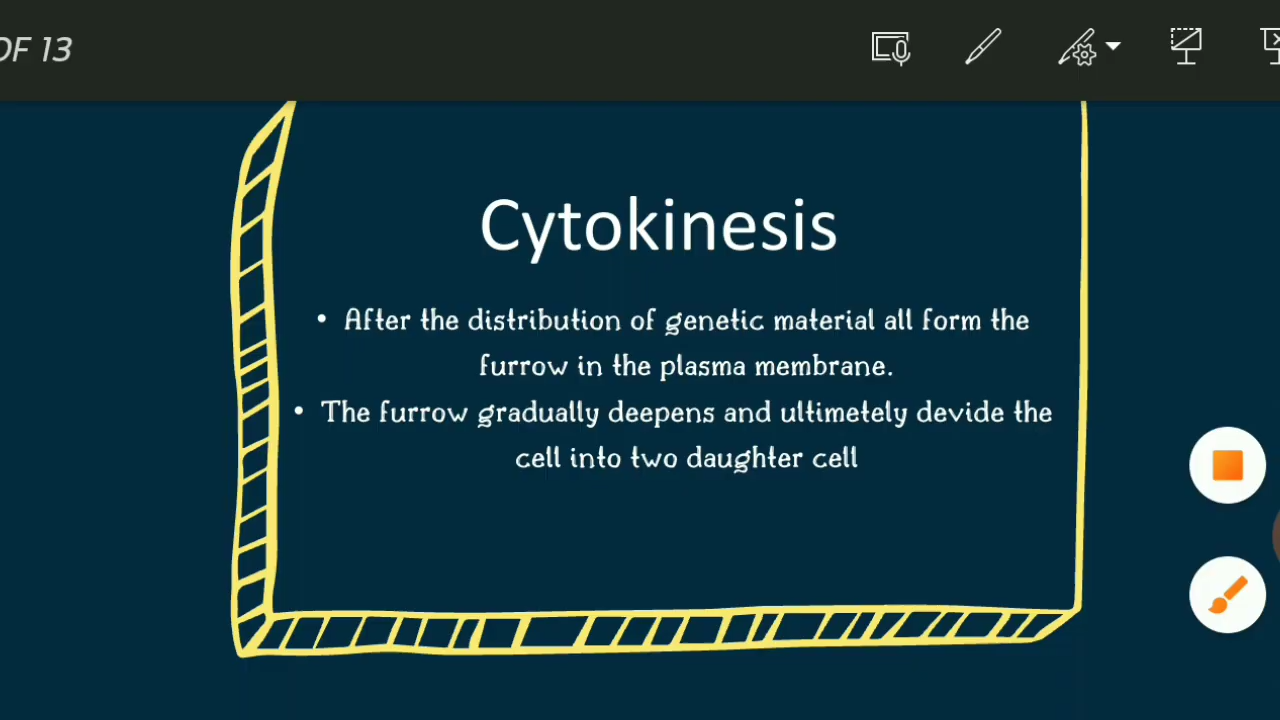 OF 13
Cytokinesis
• After the distribution of genetic material all form the
furrow in the plasma membrane.
• The furrow gradually deepens and ultimetely devide the
cell into two daughter cell